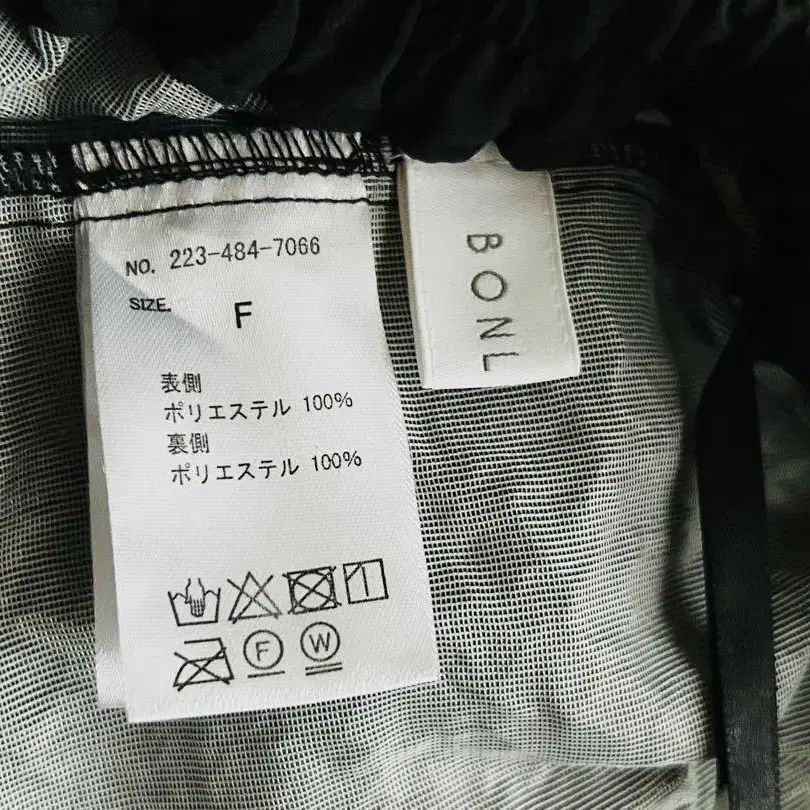 NO. 223-484-7066
SIZE. F
表側
ポリエステル 100%
裏側
ポリエステル 100%
F
W
BONL